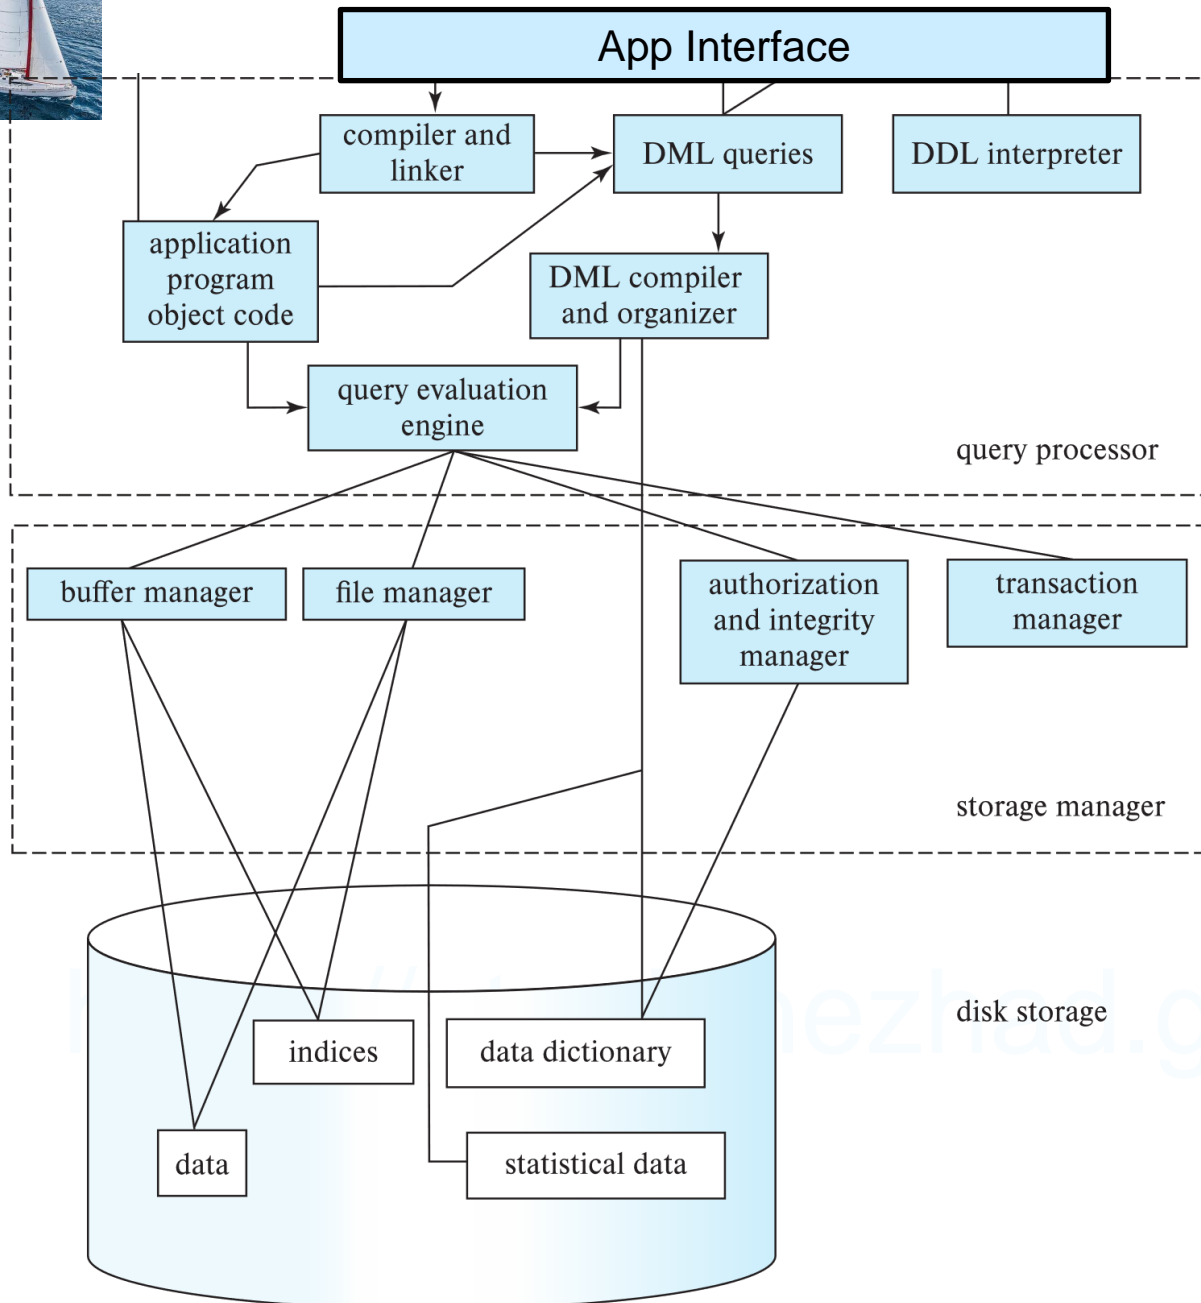 App Interface
compiler and
linker
DML queries
DDL interpreter
application
program
object code
DML compiler
and organizer
query evaluation
engine
query processor
buffer manager
file manager
authorization
and integrity
manager
transaction
manager
storage manager
indices
data dictionary
disk storage
data
statistical data